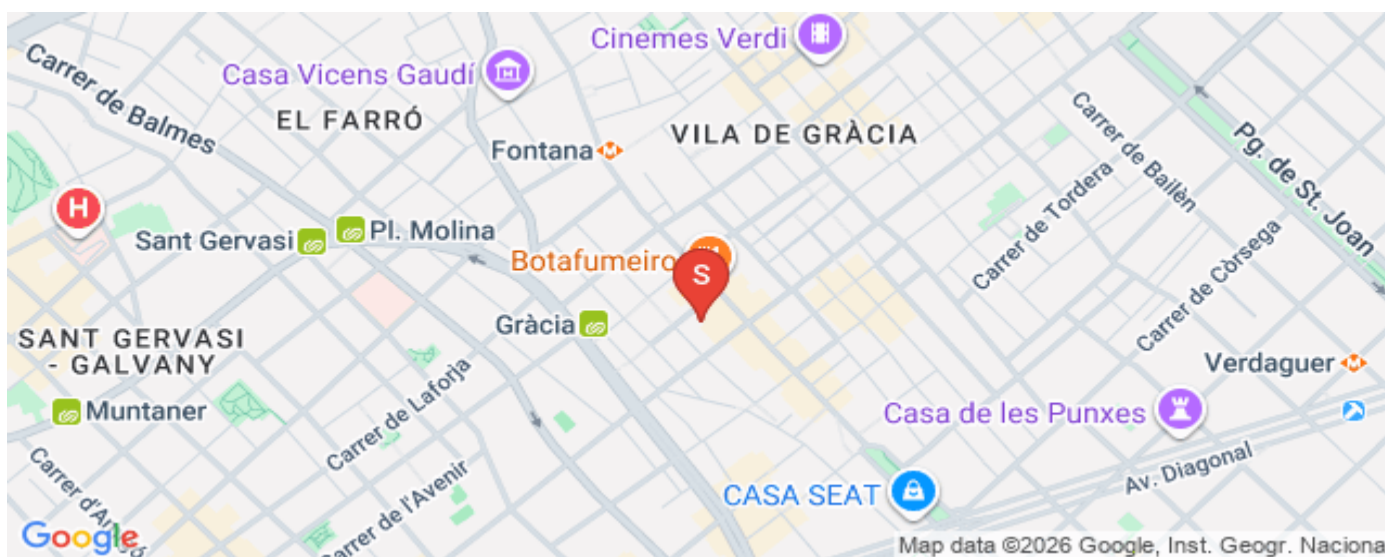 Cinemes Verdi
Carrer de Balmes
Casa Vicens Gaudí
EL FARRÓ
VILA DE GRÀCIA
Fontana
Carrer de Bailèn
Pg. de St. Joan
Carrer de Tordera
H
Sant Gervasi
Pl. Molina
Botafumeiro
S
Carrer de Còrsega
Gràcia
SANT GERVASI
- GALVANY
Verdaguer
Muntaner
Carrer de Laforja
Casa de les Punxes
Av. Diagonal
Carrer de l'Avenir
CASA SEAT
Google
Map data ©2026 Google, Inst. Geogr. Naciona